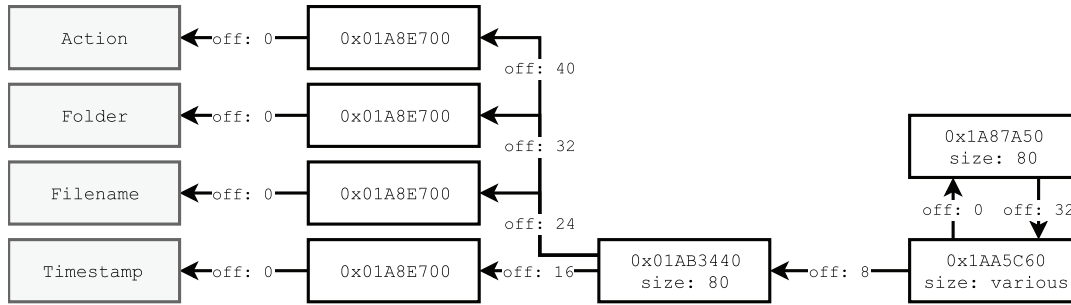 Action
off: 0
0x01A8E700
off: 40
Folder
off: 0
0x01A8E700
off: 32
0x1A87A50
size: 80
Filename
off: 0
0x01A8E700
off: 24
off: 0
off: 32
Timestamp
off: 0
0x01A8E700
off: 16
0x01AB3440
size: 80
off: 8
0x1AA5C60
size: various